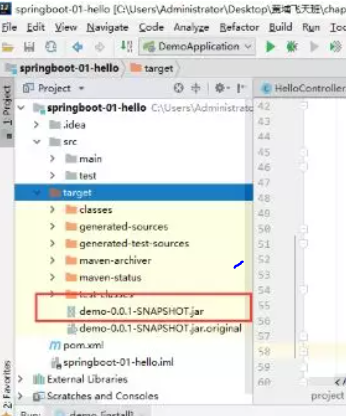 springboot-01-hello [C:\Users\Administrator\Desktop\黄埔飞天班\chap
File Edit View Navigate Code Analyze Refactor Build Run Too
DemoApplication
springboot-01-hello target
Project
HelloController
1: Project
springboot-01-hello C:\Users\Administrato
.idea
src
main
test
target
classes
generated-sources
generated-test-sources
maven-archiver
maven-status
test-classes
demo-0.0.1-SNAPSHOT.jar
demo-0.0.1-SNAPSHOT.jar.original
pom.xml
springboot-01-hello.iml
External Libraries
Scratches and Consoles
42
43
44
45
46
47
48
49
50
51
52
53
54
55
56
57
58
59
60
2: Favorites
Run: demo [install]